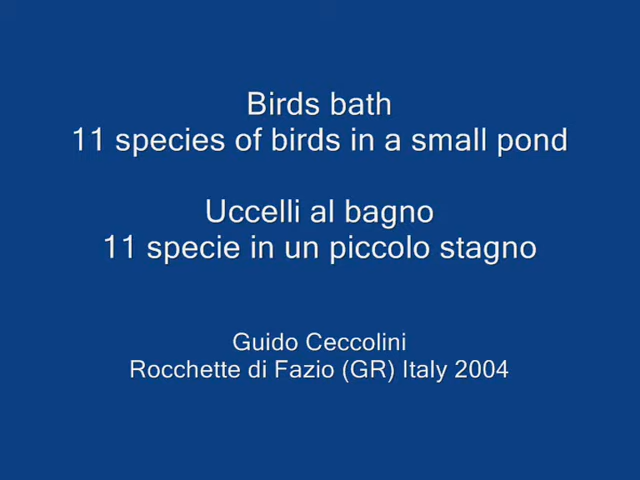 Birds bath
11 species of birds in a small pond
Uccelli al bagno
11 specie in un piccolo stagno
Guido Ceccolini
Rocchette di Fazio (GR) Italy 2004